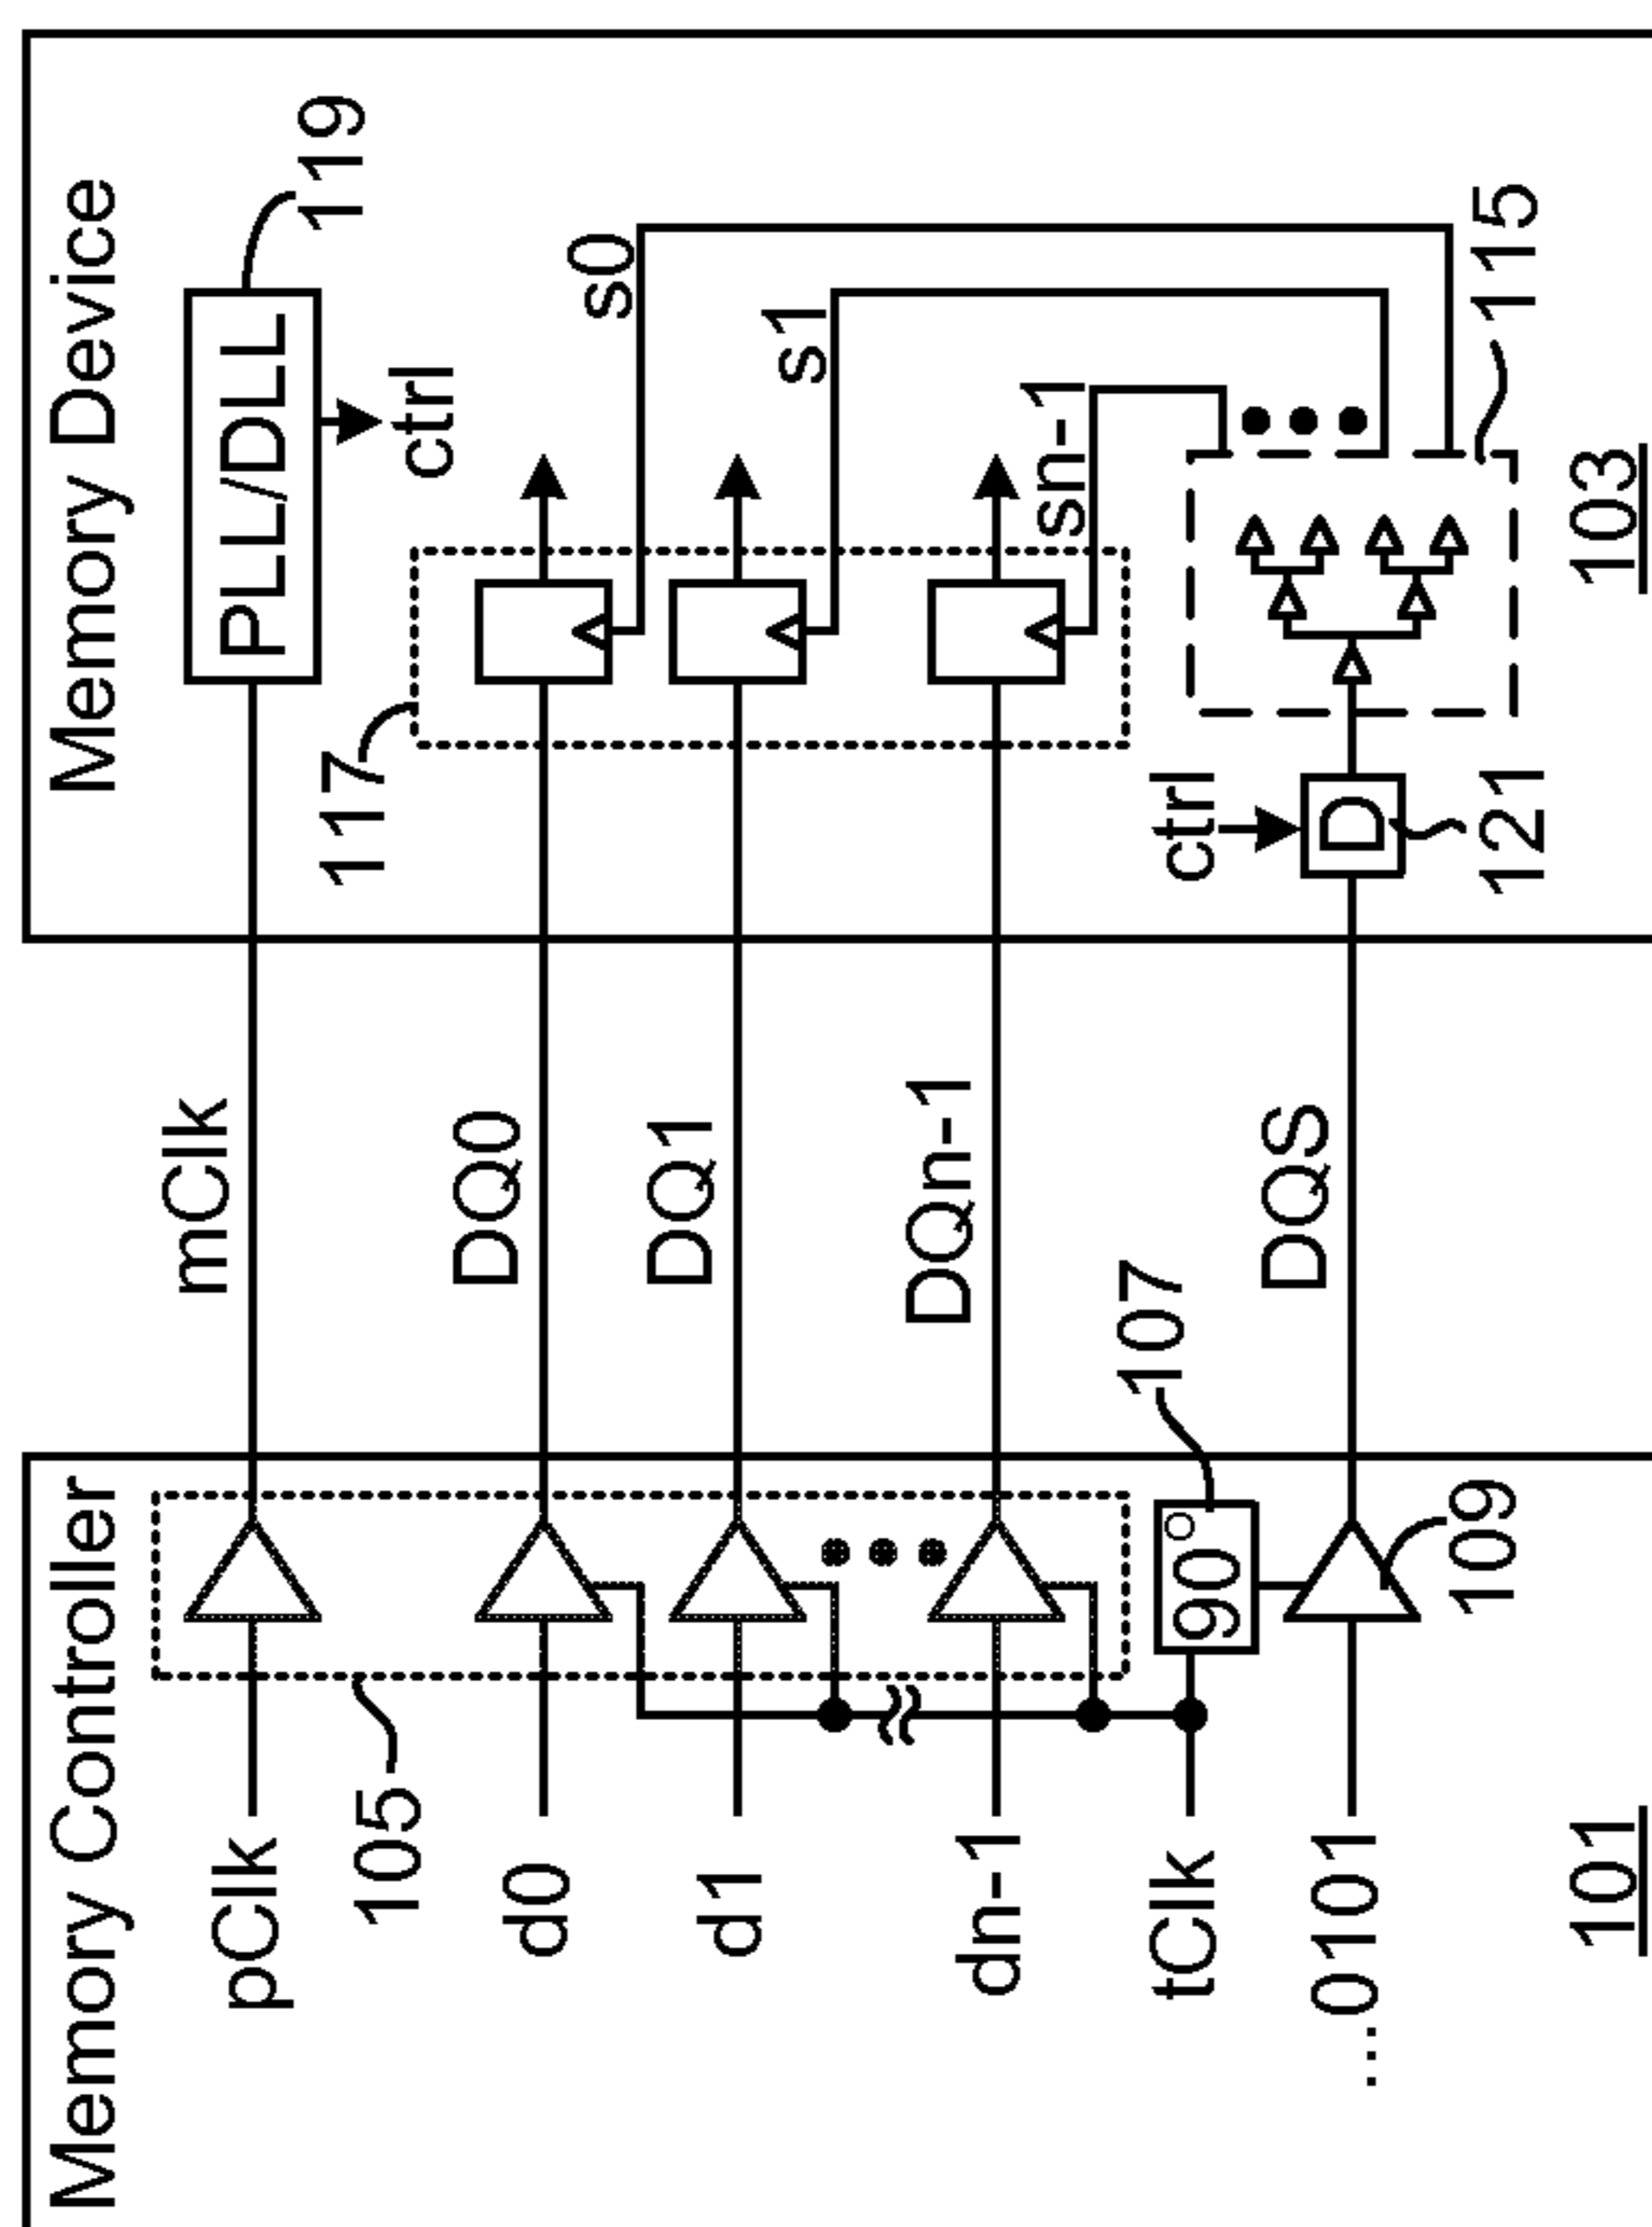 Memory Controller
Memory Device
pClk
mClk
PLL/DLL
119
ctrl
105
117
d0
DQ0
s0
d1
DQ1
s1
dn-1
DQn-1
sn-1
tClk
90°
107
ctrl
...0101
109
DQS
D
121
115
101
103